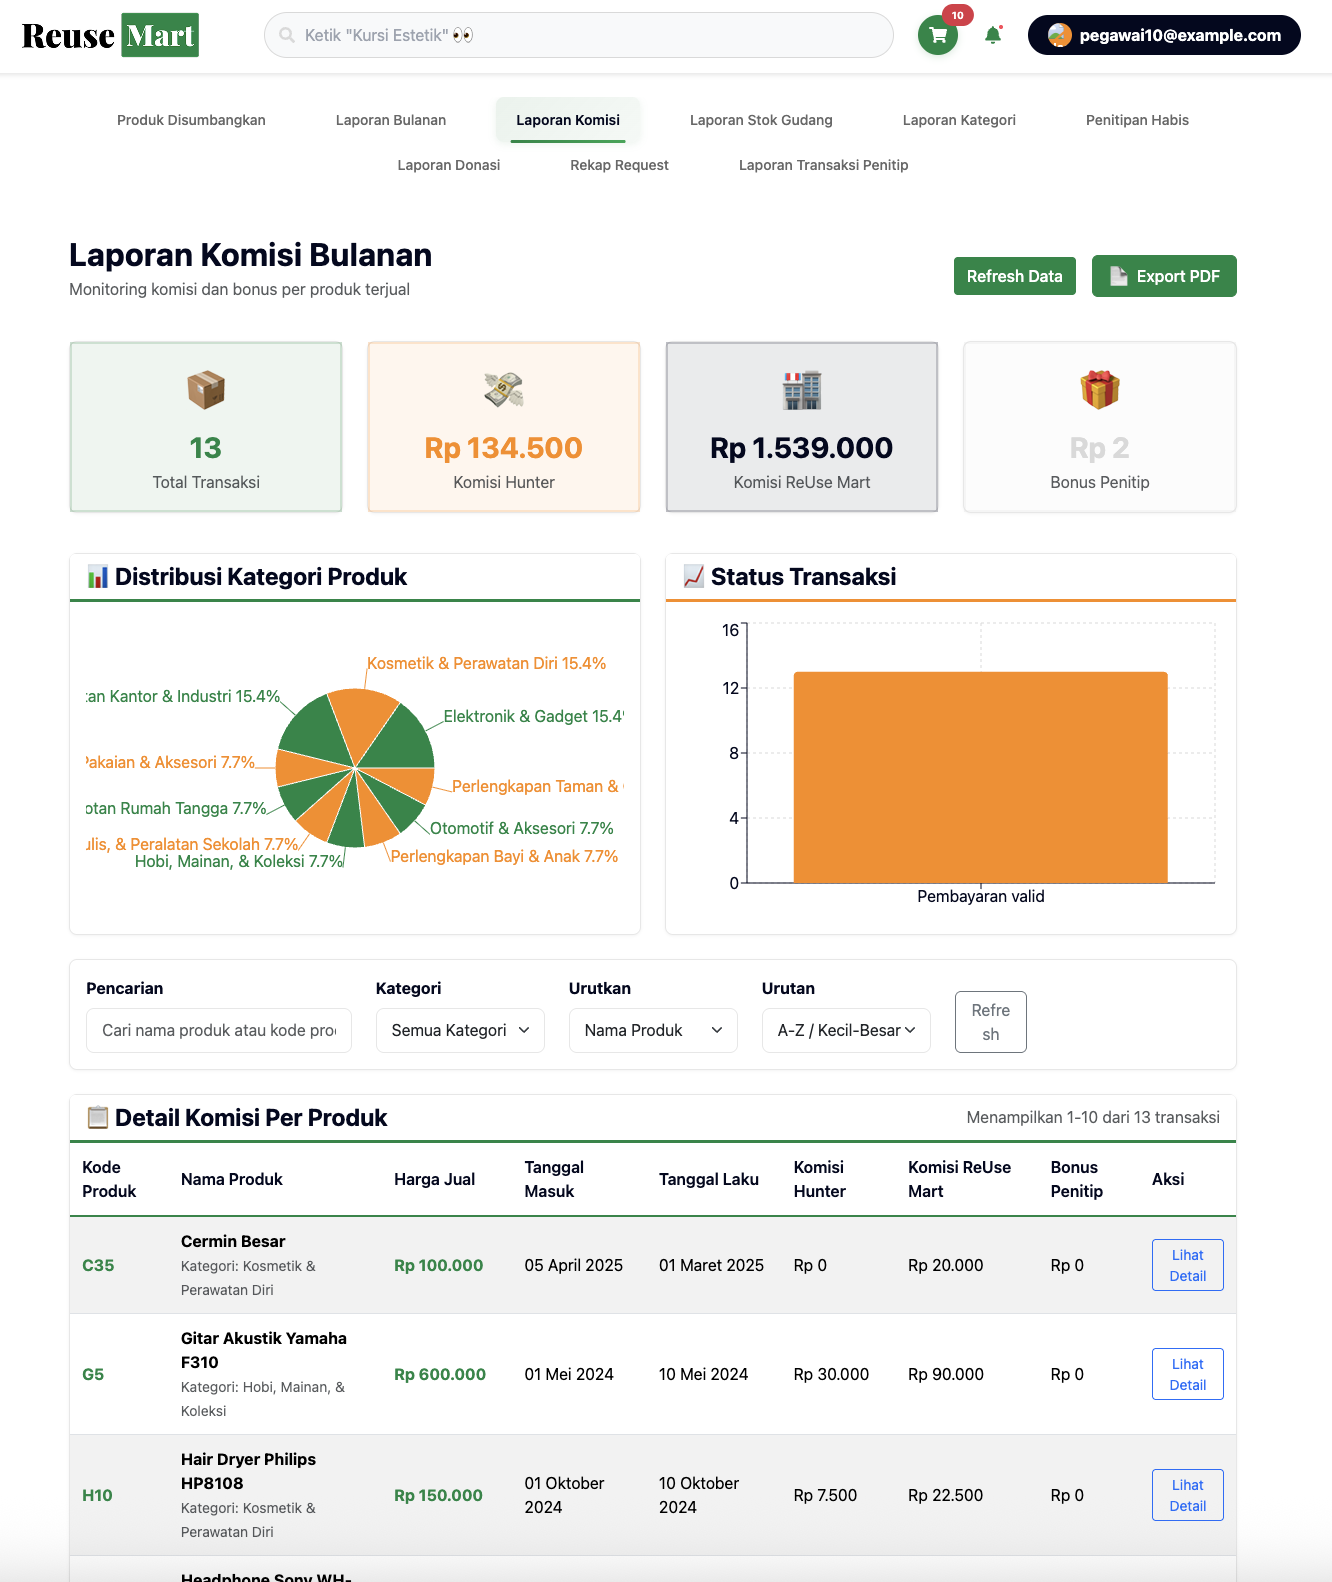 Reuse Mart
Ketik "Kursi Estetik" 👀
10
pegawai10@example.com
Produk Disumbangkan
Laporan Bulanan
Laporan Komisi
Laporan Stok Gudang
Laporan Kategori
Penitipan Habis
Laporan Donasi
Rekap Request
Laporan Transaksi Penitip
Laporan Komisi Bulanan
Monitoring komisi dan bonus per produk terjual
Refresh Data
Export PDF
13
Total Transaksi
Rp 134.500
Komisi Hunter
Rp 1.539.000
Komisi ReUse Mart
Rp 2
Bonus Penitip
Distribusi Kategori Produk
Kosmetik & Perawatan Diri 15.4%
an Kantor & Industri 15.4%
Elektronik & Gadget 15.4
Pakaian & Aksesori 7.7%
Perlengkapan Taman &
otan Rumah Tangga 7.7%
Otomotif & Aksesori 7.7%
ulis, & Peralatan Sekolah 7.7%
Perlengkapan Bayi & Anak 7.7%
Hobi, Mainan, & Koleksi 7.7%
Status Transaksi
16
12
8
4
0
Pembayaran valid
Pencarian
Cari nama produk atau kode pro
Kategori
Semua Kategori
Urutkan
Nama Produk
Urutan
A-Z / Kecil-Besar
Refre
sh
Detail Komisi Per Produk
Menampilkan 1-10 dari 13 transaksi
Kode
Produk
Nama Produk
Harga Jual
Tanggal
Masuk
Tanggal Laku
Komisi
Hunter
Komisi ReUse
Mart
Bonus
Penitip
Aksi
C35
Cermin Besar
Kategori: Kosmetik &
Perawatan Diri
Rp 100.000
05 April 2025
01 Maret 2025
Rp 0
Rp 20.000
Rp 0
Lihat
Detail
G5
Gitar Akustik Yamaha
F310
Kategori: Hobi, Mainan, &
Koleksi
Rp 600.000
01 Mei 2024
10 Mei 2024
Rp 30.000
Rp 90.000
Rp 0
Lihat
Detail
H10
Hair Dryer Philips
HP8108
Kategori: Kosmetik &
Perawatan Diri
Rp 150.000
01 Oktober
2024
10 Oktober
2024
Rp 7.500
Rp 22.500
Rp 0
Lihat
Detail
Headphone Sony WH-